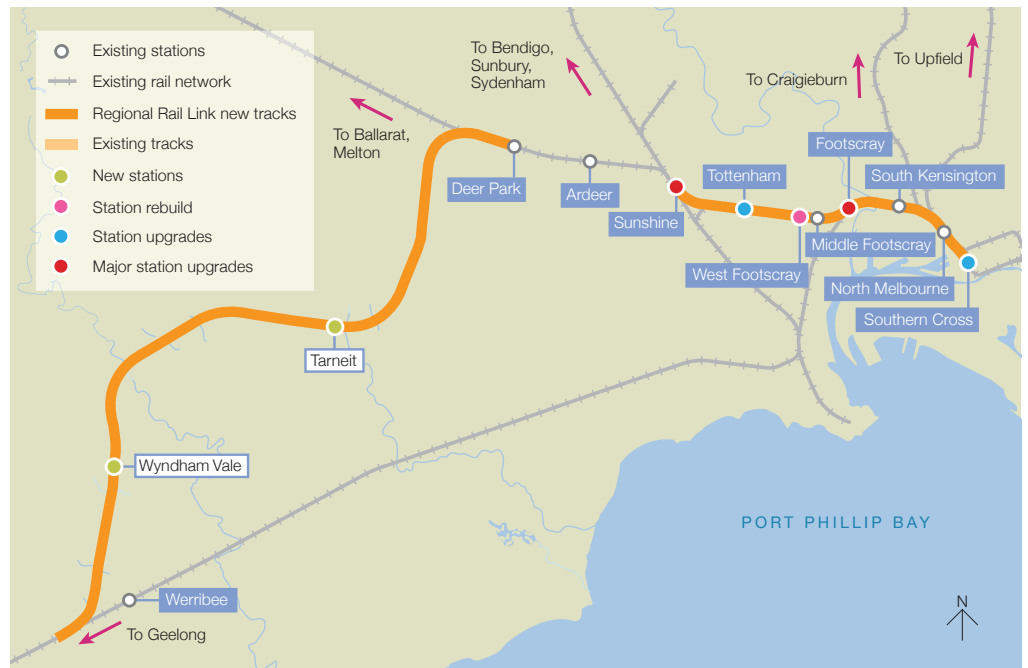 Existing stations
Existing rail network
Regional Rail Link new tracks
Existing tracks
New stations
Station rebuild
Station upgrades
Major station upgrades
To Ballarat,
Melton
To Bendigo,
Sunbury,
Sydenham
To Craigieburn
To Upfield
Deer Park
Ardeer
Sunshine
Tottenham
West Footscray
Middle Footscray
Footscray
South Kensington
North Melbourne
Southern Cross
Tarneit
Wyndham Vale
Werribee
To Geelong
PORT PHILLIP BAY
N